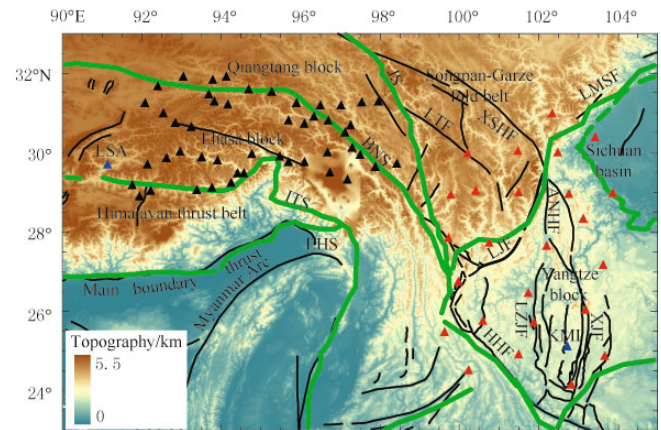 90°E
92°
94°
96°
98°
100°
102°
104°
32°N
30°
28°
26°
24°
Qiangtang block
JS
Songpan-Garze
fold belt
LMSF
LTF
XSHF
Lhasa block
BNS
LSA
Sichuan
basin
ITS
Himalayan thrust belt
ANHF
EHS
LJF
Main boundary thrust
Myanmar Arc
Yangtze
block
LZJF
KMI
XJF
HHF
Topography/km
5.5
0